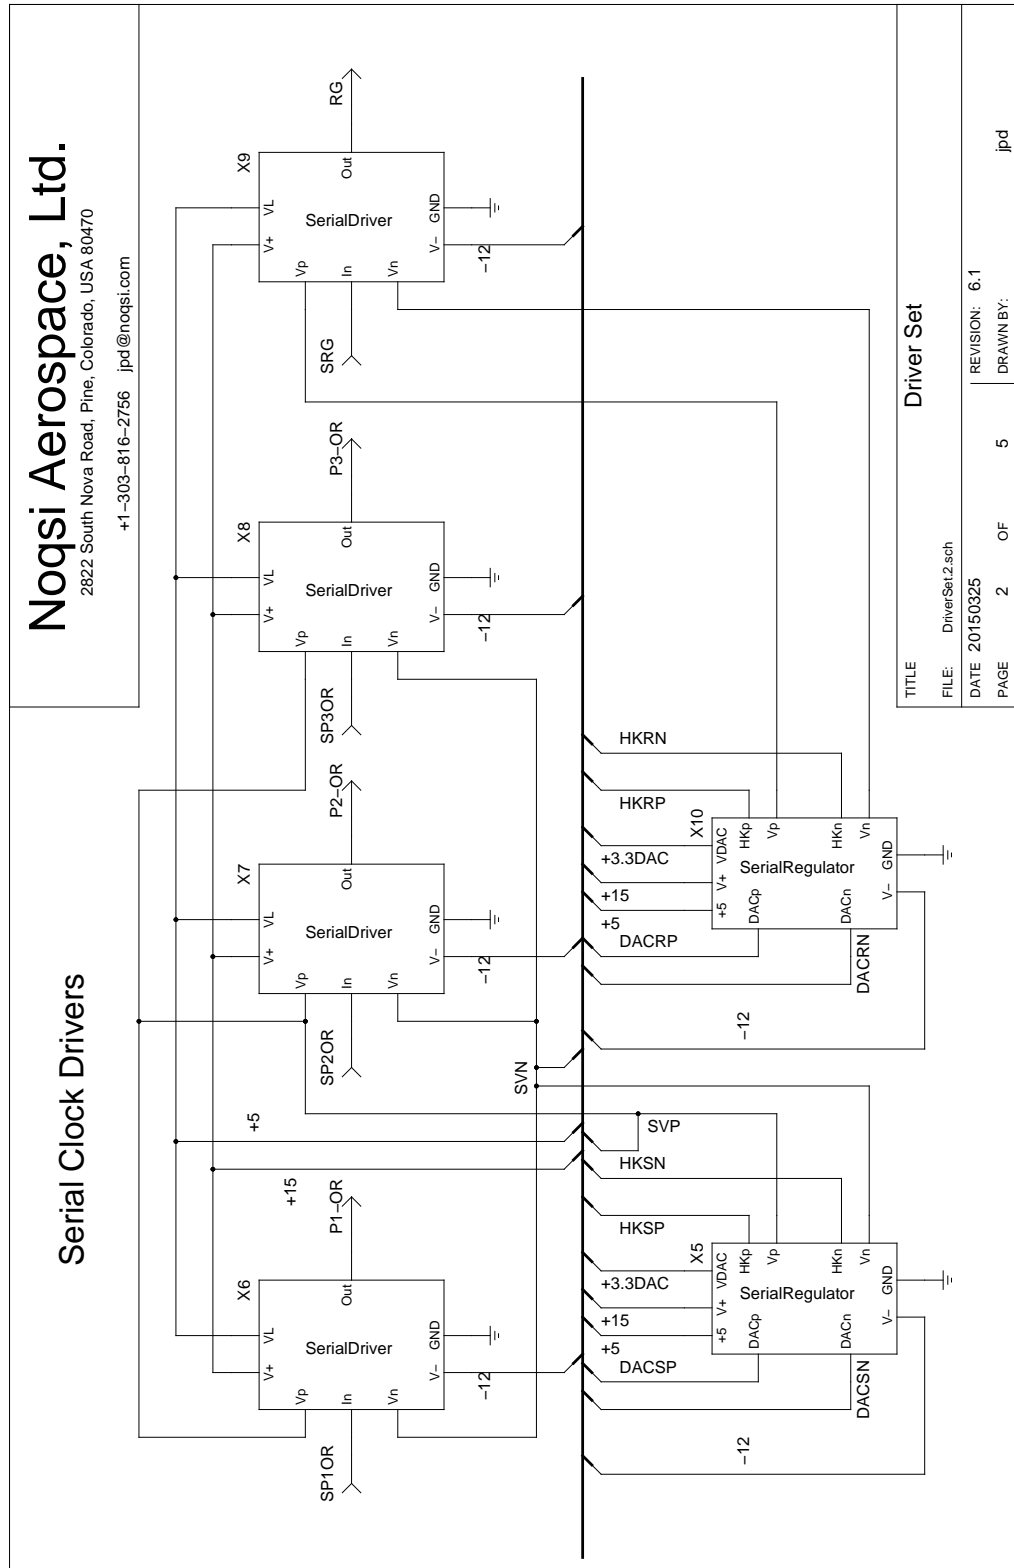 Noqsi Aerospace, Ltd.
2822 South Nova Road, Pine, Colorado, USA 80470
+1−303−816−2756 jpd@noqsi.com
Serial Clock Drivers
X6
SerialDriver
V+
VL
Vp
In
Vn
Out
V−
GND
SP1OR
P1−OR
−12
+15
+5
X7
SerialDriver
V+
VL
Vp
In
Vn
Out
V−
GND
SP2OR
P2−OR
−12
X8
SerialDriver
V+
VL
Vp
In
Vn
Out
V−
GND
SP3OR
P3−OR
−12
X9
SerialDriver
V+
VL
Vp
In
Vn
Out
V−
GND
SRG
RG
−12
SVN
SVP
X5
SerialRegulator
+5
V+
VDAC
DACp
DACn
HKp
Vp
HKn
Vn
V−
GND
−12
DACSN
DACSP
+5
+15
+3.3DAC
HKSP
HKSN
X10
SerialRegulator
+5
V+
VDAC
DACp
DACn
HKp
Vp
HKn
Vn
V−
GND
−12
DACRN
DACRP
+5
+15
+3.3DAC
HKRP
HKRN
TITLE
Driver Set
FILE: DriverSet.2.sch
DATE 20150325
REVISION: 6.1
PAGE 2 OF 5
DRAWN BY: jpd